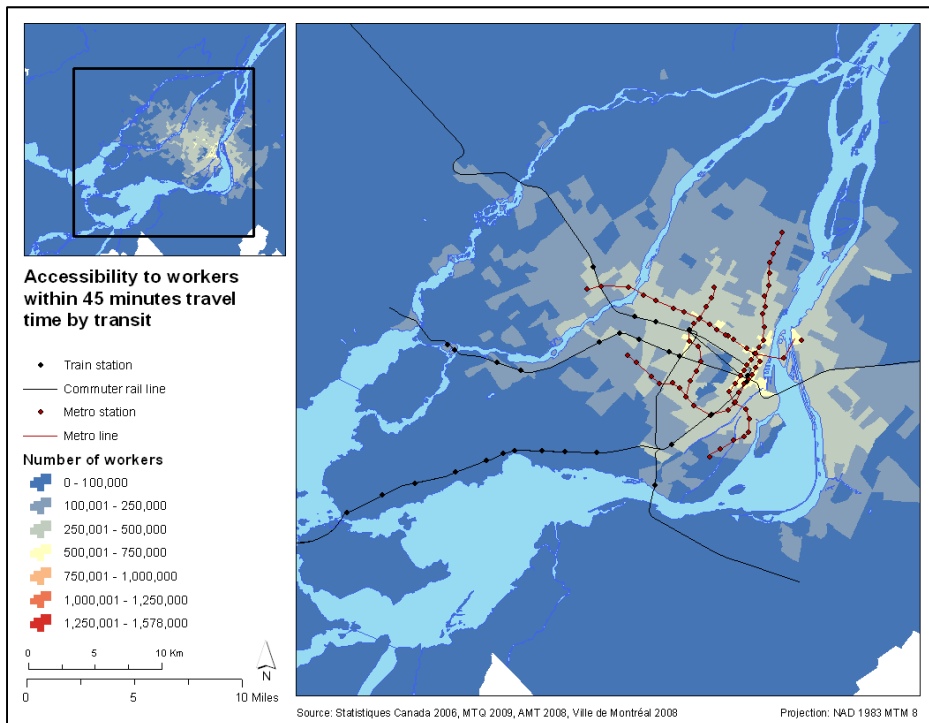 Accessibility to workers
within 45 minutes travel
time by transit
Train station
Commuter rail line
Metro station
Metro line
Number of workers
0 - 100,000
100,001 - 250,000
250,001 - 500,000
500,001 - 750,000
750,001 - 1,000,000
1,000,001 - 1,250,000
1,250,001 - 1,578,000
0 5 10 Km
N
0 5 10 Miles
Source: Statistiques Canada 2006, MTQ 2009, AMT 2008, Ville de Montréal 2008 Projection: NAD 1983 MTM 8